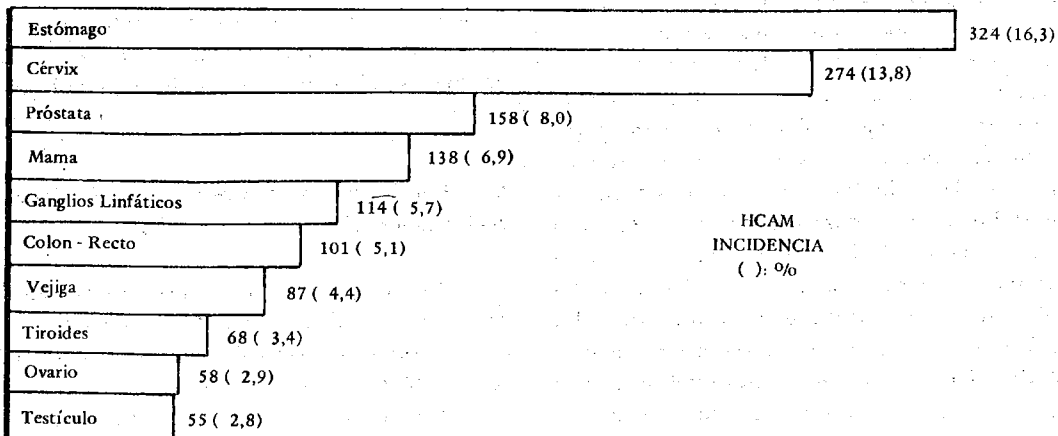 Estómago 324 (16,3)
Cérvix 274 (13,8)
Próstata 158 ( 8,0)
Mama 138 ( 6,9)
Ganglios Linfáticos 114 ( 5,7)
Colon - Recto 101 ( 5,1)
Vejiga 87 ( 4,4)
Tiroides 68 ( 3,4)
Ovario 58 ( 2,9)
Testículo 55 ( 2,8)
HCAM
INCIDENCIA
( ): %